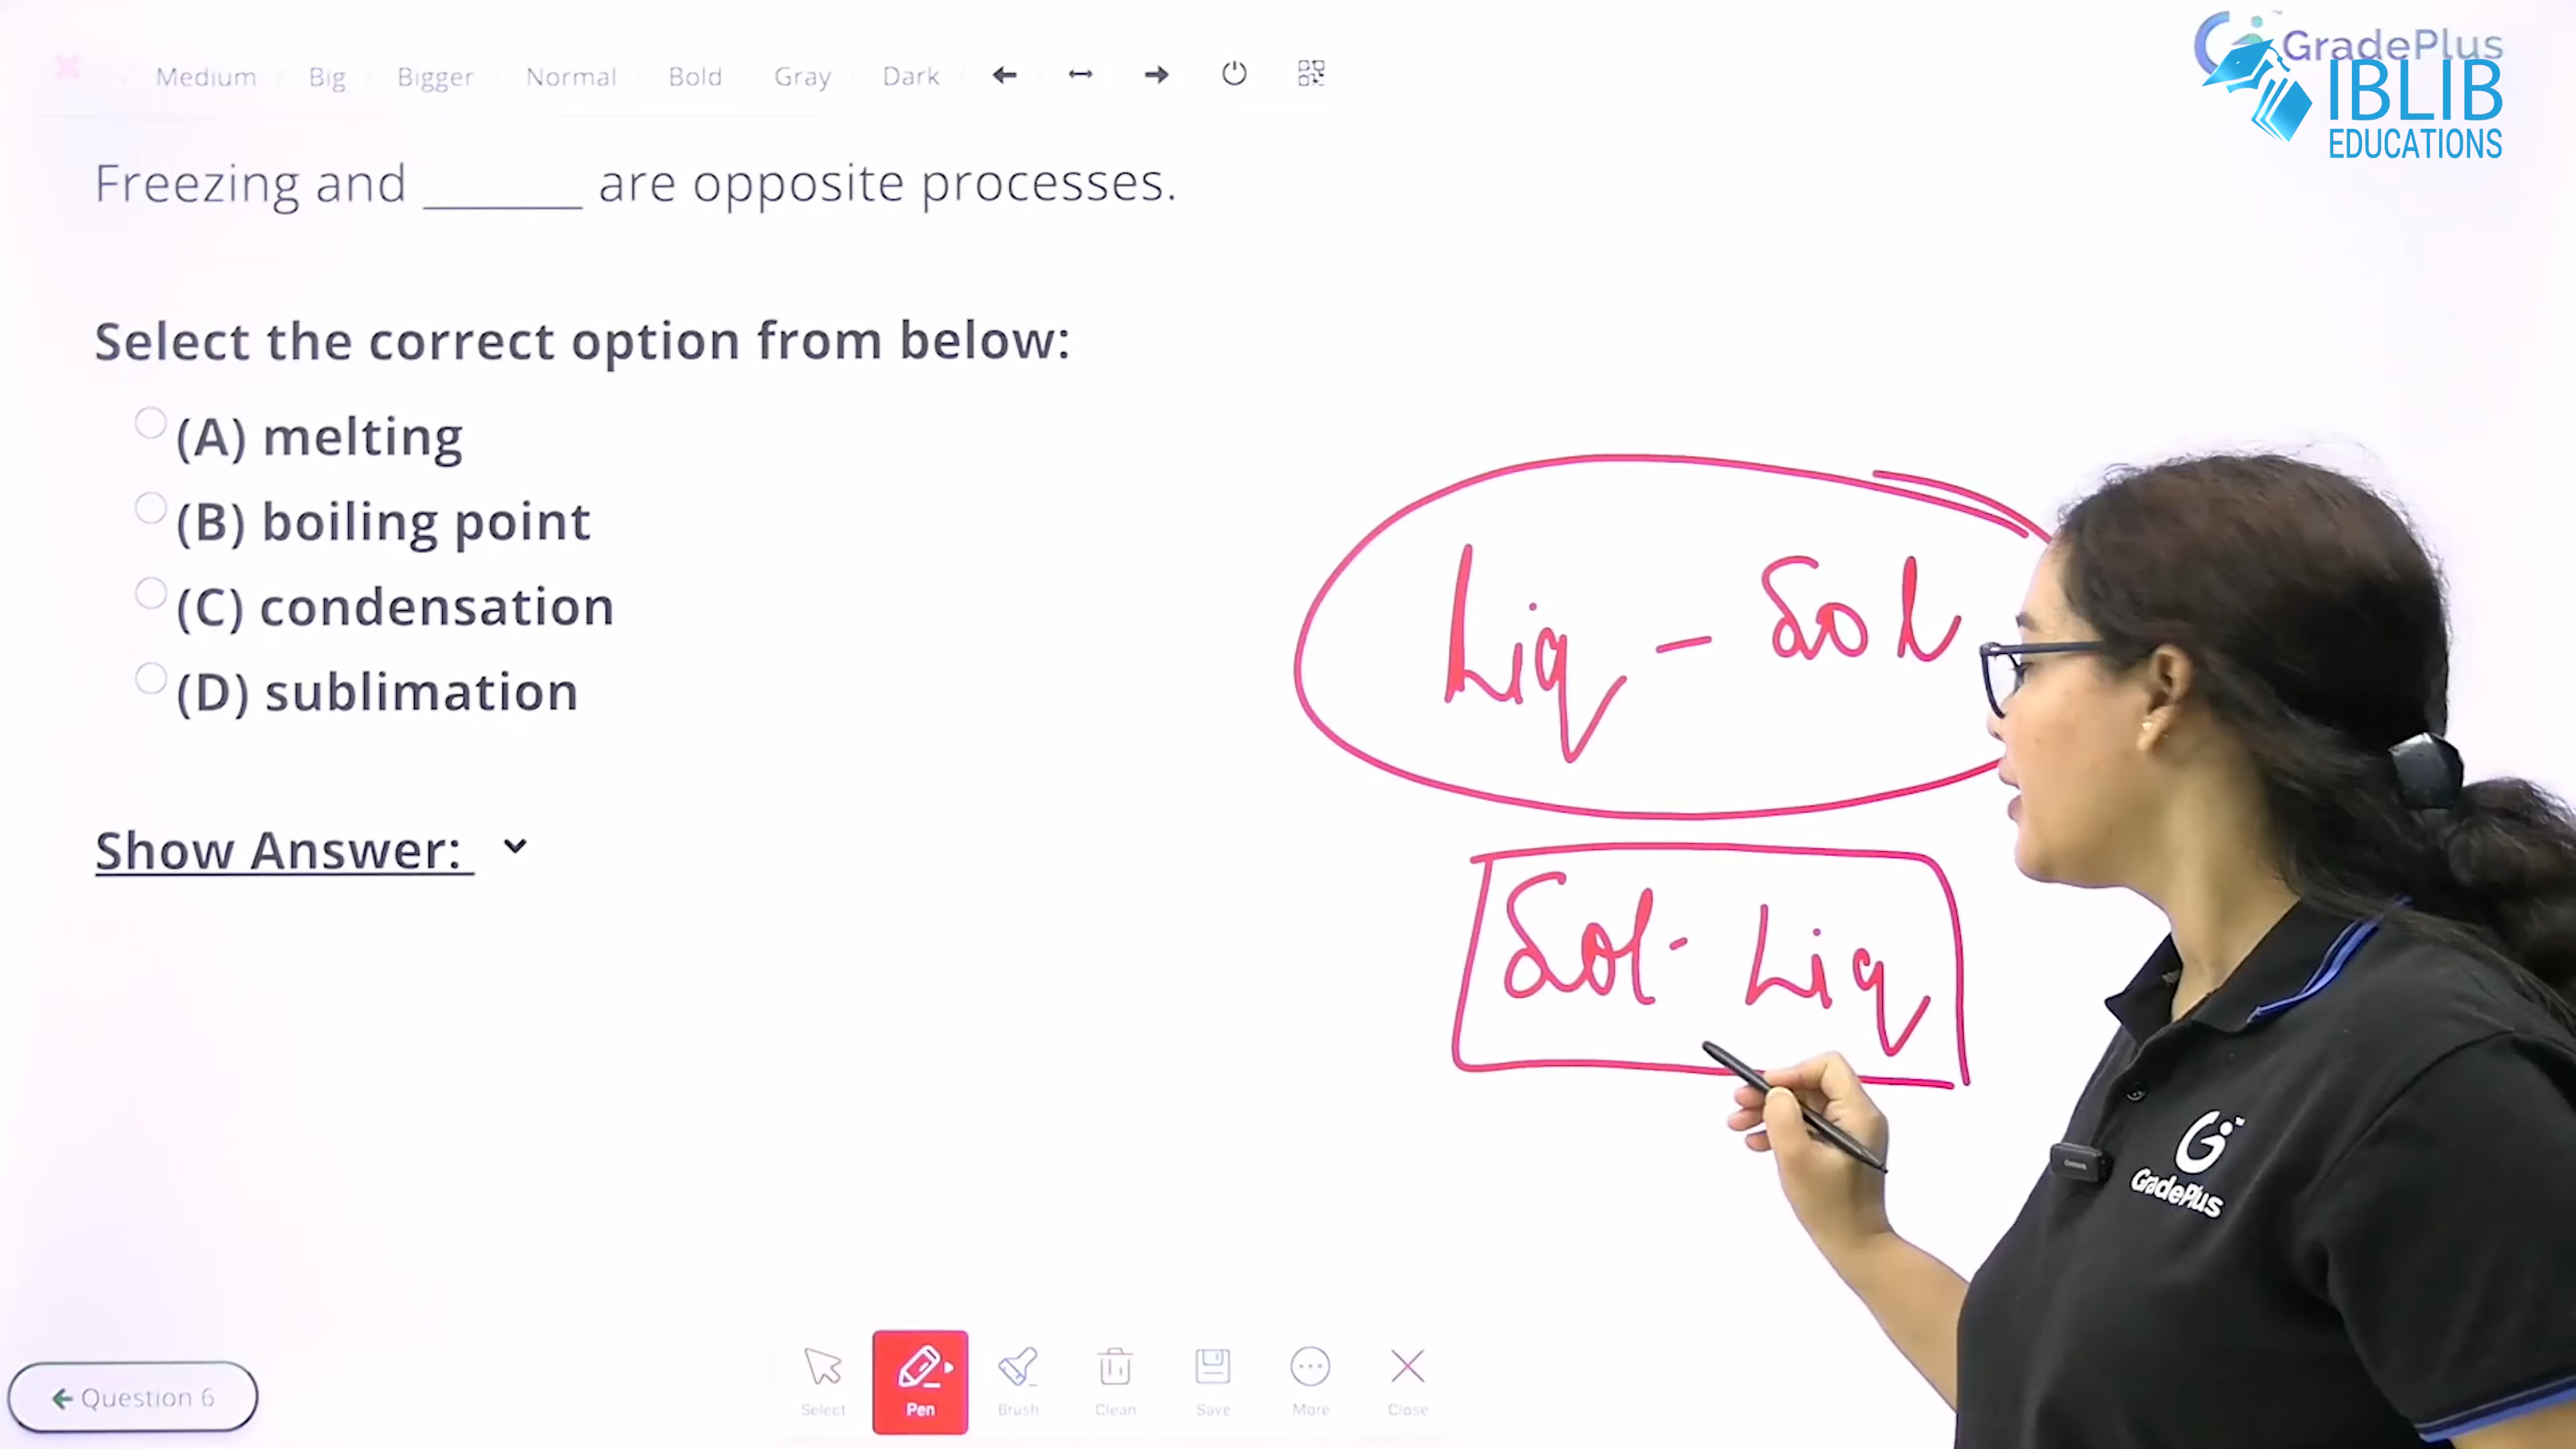 Medium / Big / Bigger / Normal / Bold / Gray / Dark
GradePlus
IBLIB
EDUCATIONS
Freezing and ______ are opposite processes.
Select the correct option from below:
(A) melting
(B) boiling point
(C) condensation
(D) sublimation
Show Answer:
Liq - Sol
Sol - Liq
GradePlus
Question 6
Select Pen Brush Clean Save More Close